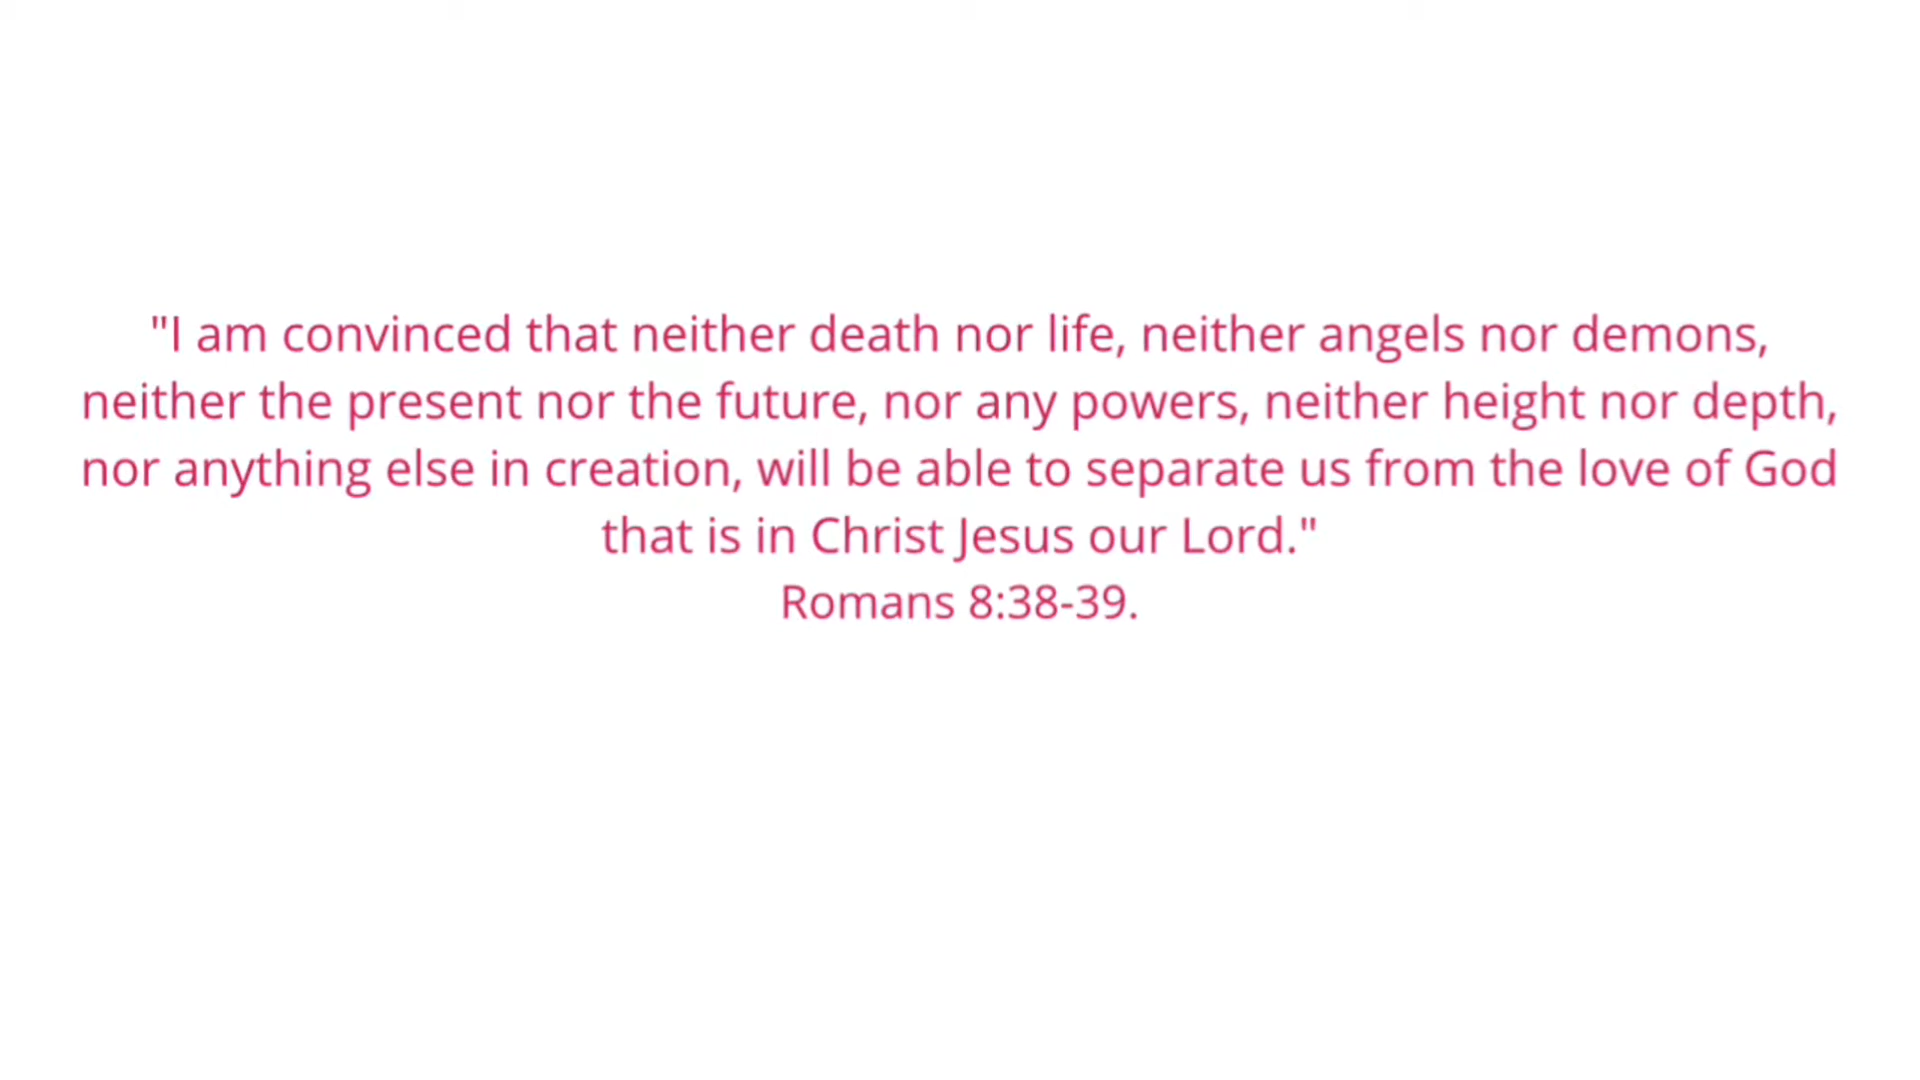 "I am convinced that neither death nor life, neither angels nor demons,
neither the present nor the future, nor any powers, neither height nor depth,
nor anything else in creation, will be able to separate us from the love of God
that is in Christ Jesus our Lord."
Romans 8:38-39.